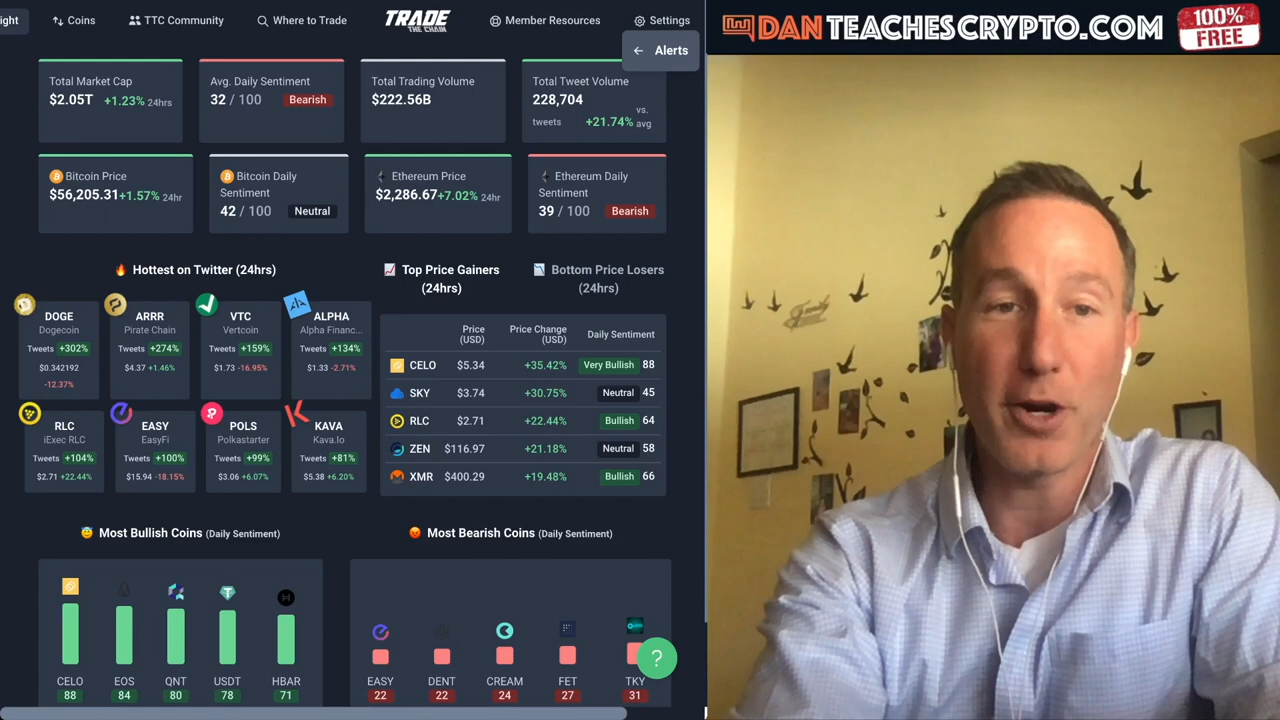 ight
Coins
TTC Community
Where to Trade
TRADE
THE CHAIN
Member Resources
Settings
← Alerts
DANTEACHESCRYPTO.COM
100%
FREE
Total Market Cap
$2.05T +1.23% 24hrs
Avg. Daily Sentiment
32 / 100 Bearish
Total Trading Volume
$222.56B
Total Tweet Volume
228,704
tweets +21.74% vs. avg
Bitcoin Price
$56,205.31 +1.57% 24hr
Bitcoin Daily
Sentiment
42 / 100 Neutral
Ethereum Price
$2,286.67 +7.02% 24hr
Ethereum Daily
Sentiment
39 / 100 Bearish
Hottest on Twitter (24hrs)
DOGE
Dogecoin
Tweets +302%
$0.342192
-12.37%
ARRR
Pirate Chain
Tweets +274%
$4.37 +1.46%
VTC
Vertcoin
Tweets +159%
$1.73 -16.95%
ALPHA
Alpha Financ...
Tweets +134%
$1.33 -2.71%
RLC
iExec RLC
Tweets +104%
$2.71 +22.44%
EASY
EasyFi
Tweets +100%
$15.94 -18.15%
POLS
Polkastarter
Tweets +99%
$3.06 +6.07%
KAVA
Kava.Io
Tweets +81%
$5.38 +6.20%
Top Price Gainers
(24hrs)
Bottom Price Losers
(24hrs)
Price
(USD)
Price Change
(USD)
Daily Sentiment
CELO $5.34 +35.42% Very Bullish 88
SKY $3.74 +30.75% Neutral 45
RLC $2.71 +22.44% Bullish 64
ZEN $116.97 +21.18% Neutral 58
XMR $400.29 +19.48% Bullish 66
Most Bullish Coins (Daily Sentiment)
CELO EOS QNT USDT HBAR
88 84 80 78 71
Most Bearish Coins (Daily Sentiment)
EASY DENT CREAM FET TKY
22 22 24 27 31
?